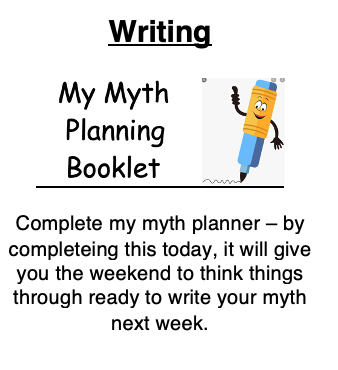 Writing
My Myth
Planning
Booklet
Complete my myth planner – by
completeing this today, it will give
you the weekend to think things
through ready to write your myth
next week.